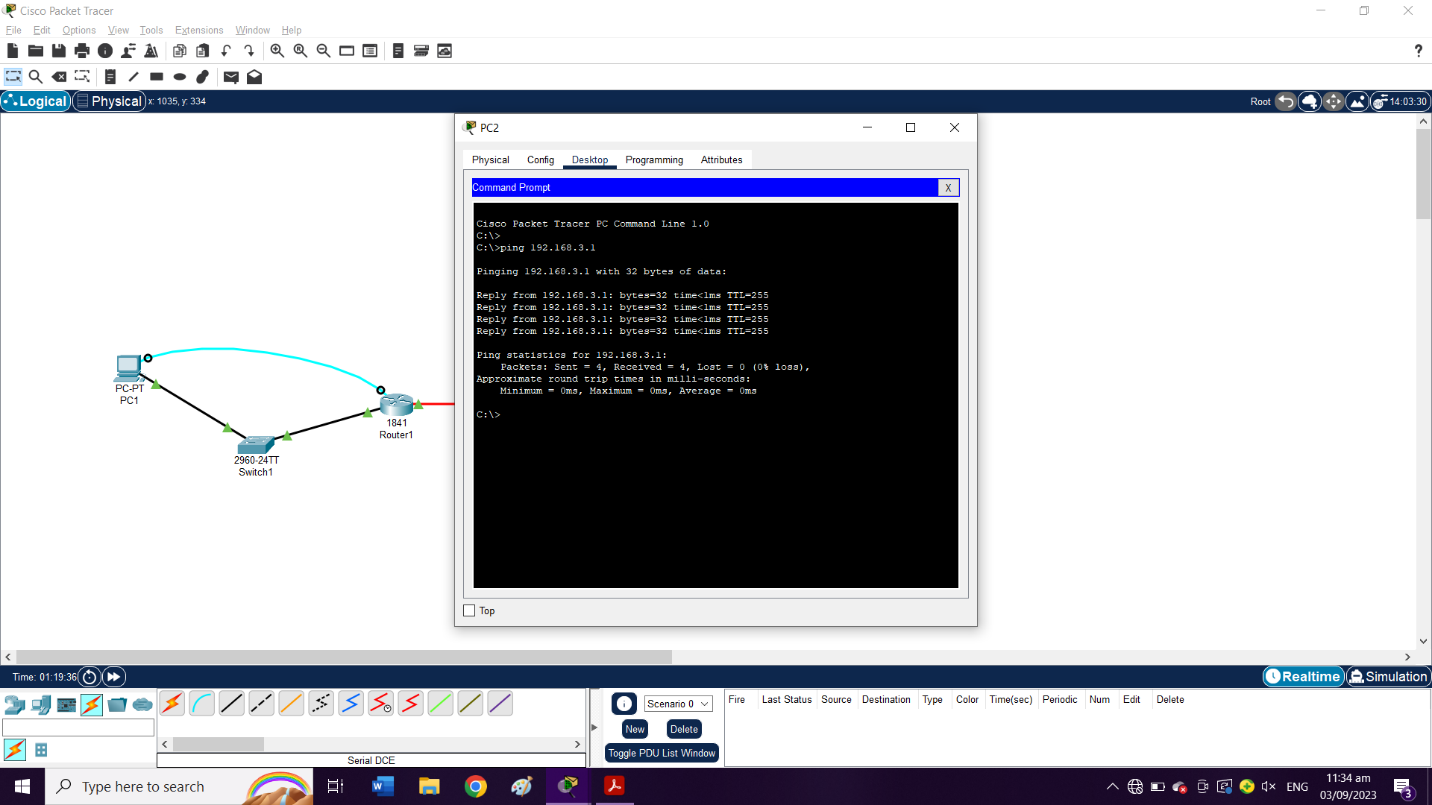 Cisco Packet Tracer
File Edit Options View Tools Extensions Window Help
?
Logical Physical x: 1035, y: 334
Root 14:03:30
PC2
Physical Config Desktop Programming Attributes
Command Prompt
X
Cisco Packet Tracer PC Command Line 1.0
C:\>
C:\>ping 192.168.3.1
Pinging 192.168.3.1 with 32 bytes of data:
Reply from 192.168.3.1: bytes=32 time<1ms TTL=255
Reply from 192.168.3.1: bytes=32 time<1ms TTL=255
Reply from 192.168.3.1: bytes=32 time<1ms TTL=255
Reply from 192.168.3.1: bytes=32 time<1ms TTL=255
Ping statistics for 192.168.3.1:
Packets: Sent = 4, Received = 4, Lost = 0 (0% loss),
Approximate round trip times in milli-seconds:
Minimum = 0ms, Maximum = 0ms, Average = 0ms
C:\>
Top
PC-PT
PC1
2960-24TT
Switch1
1841
Router1
Time: 01:19:36
Realtime Simulation
Scenario 0
New Delete
Toggle PDU List Window
Fire Last Status Source Destination Type Color Time(sec) Periodic Num Edit Delete
Serial DCE
Type here to search
ENG
11:34 am
03/09/2023
3